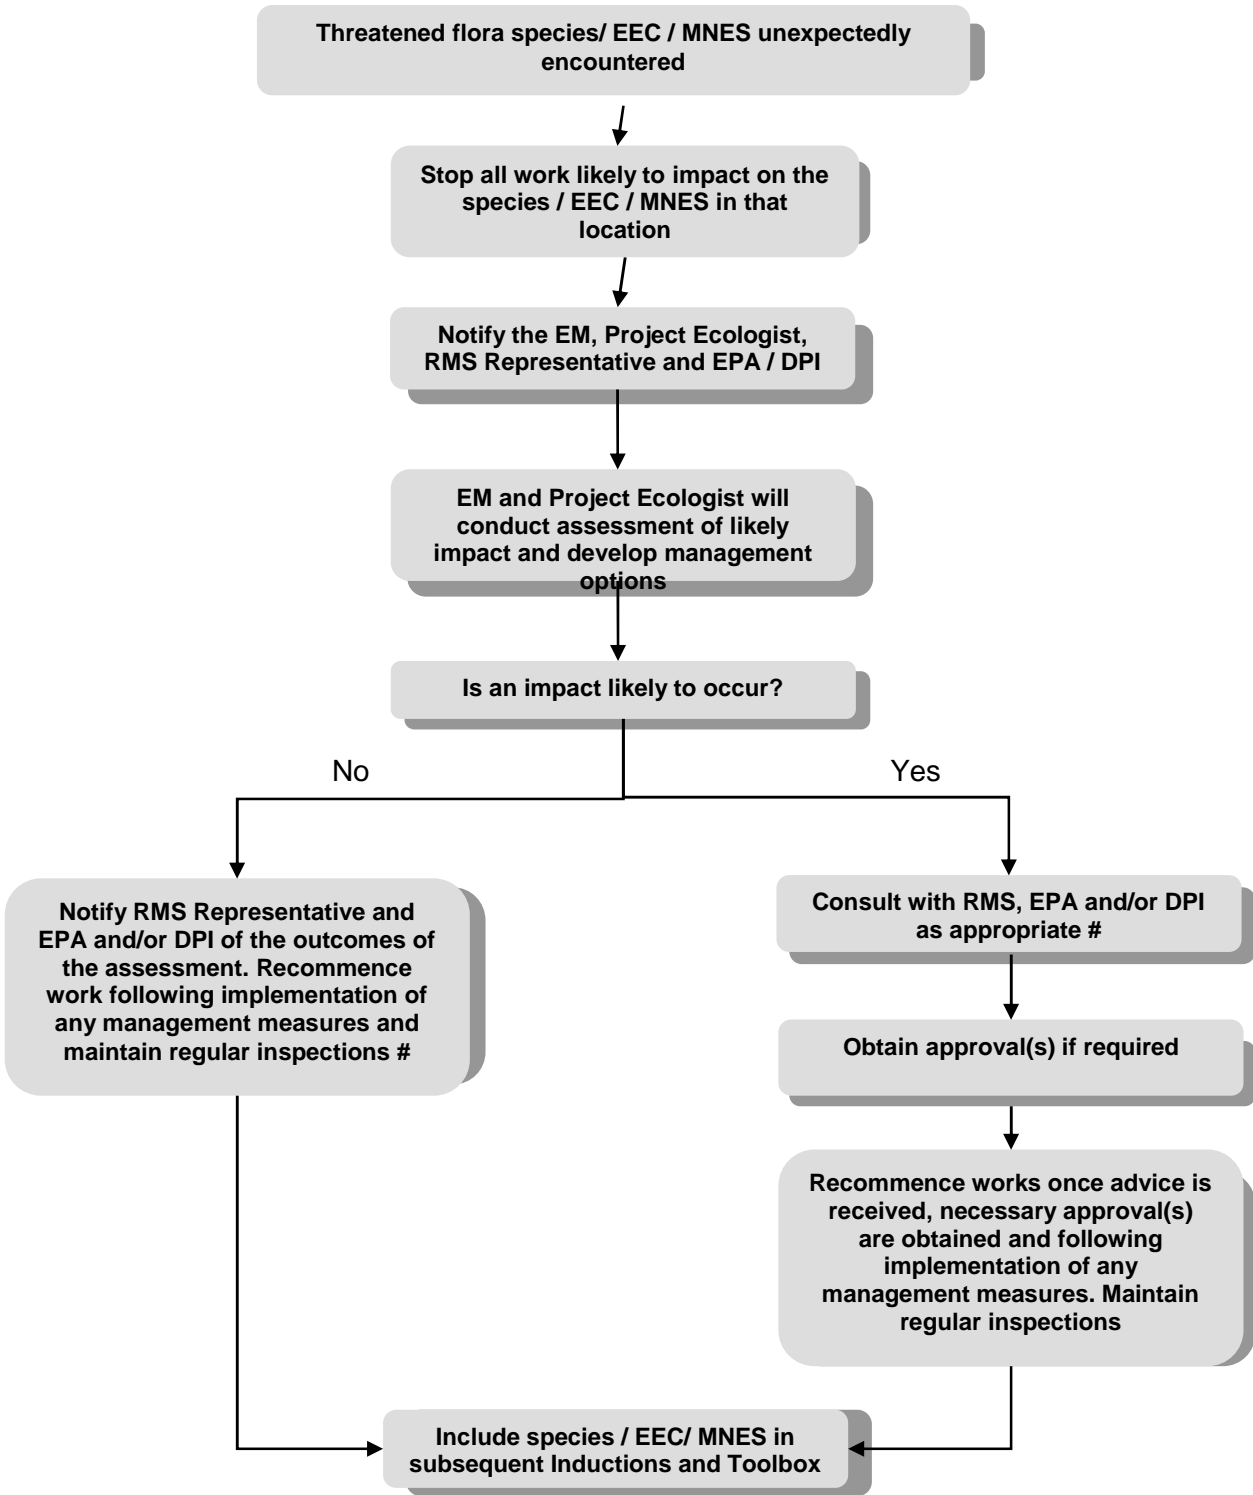 Threatened flora species/ EEC / MNES unexpectedly
encountered
Stop all work likely to impact on the
species / EEC / MNES in that
location
Notify the EM, Project Ecologist,
RMS Representative and EPA / DPI
EM and Project Ecologist will
conduct assessment of likely
impact and develop management
options
Is an impact likely to occur?
No
Yes
Notify RMS Representative and
EPA and/or DPI of the outcomes of
the assessment. Recommence
work following implementation of
any management measures and
maintain regular inspections #
Consult with RMS, EPA and/or DPI
as appropriate #
Obtain approval(s) if required
Recommence works once advice is
received, necessary approval(s)
are obtained and following
implementation of any
management measures. Maintain
regular inspections
Include species / EEC/ MNES in
subsequent Inductions and Toolbox